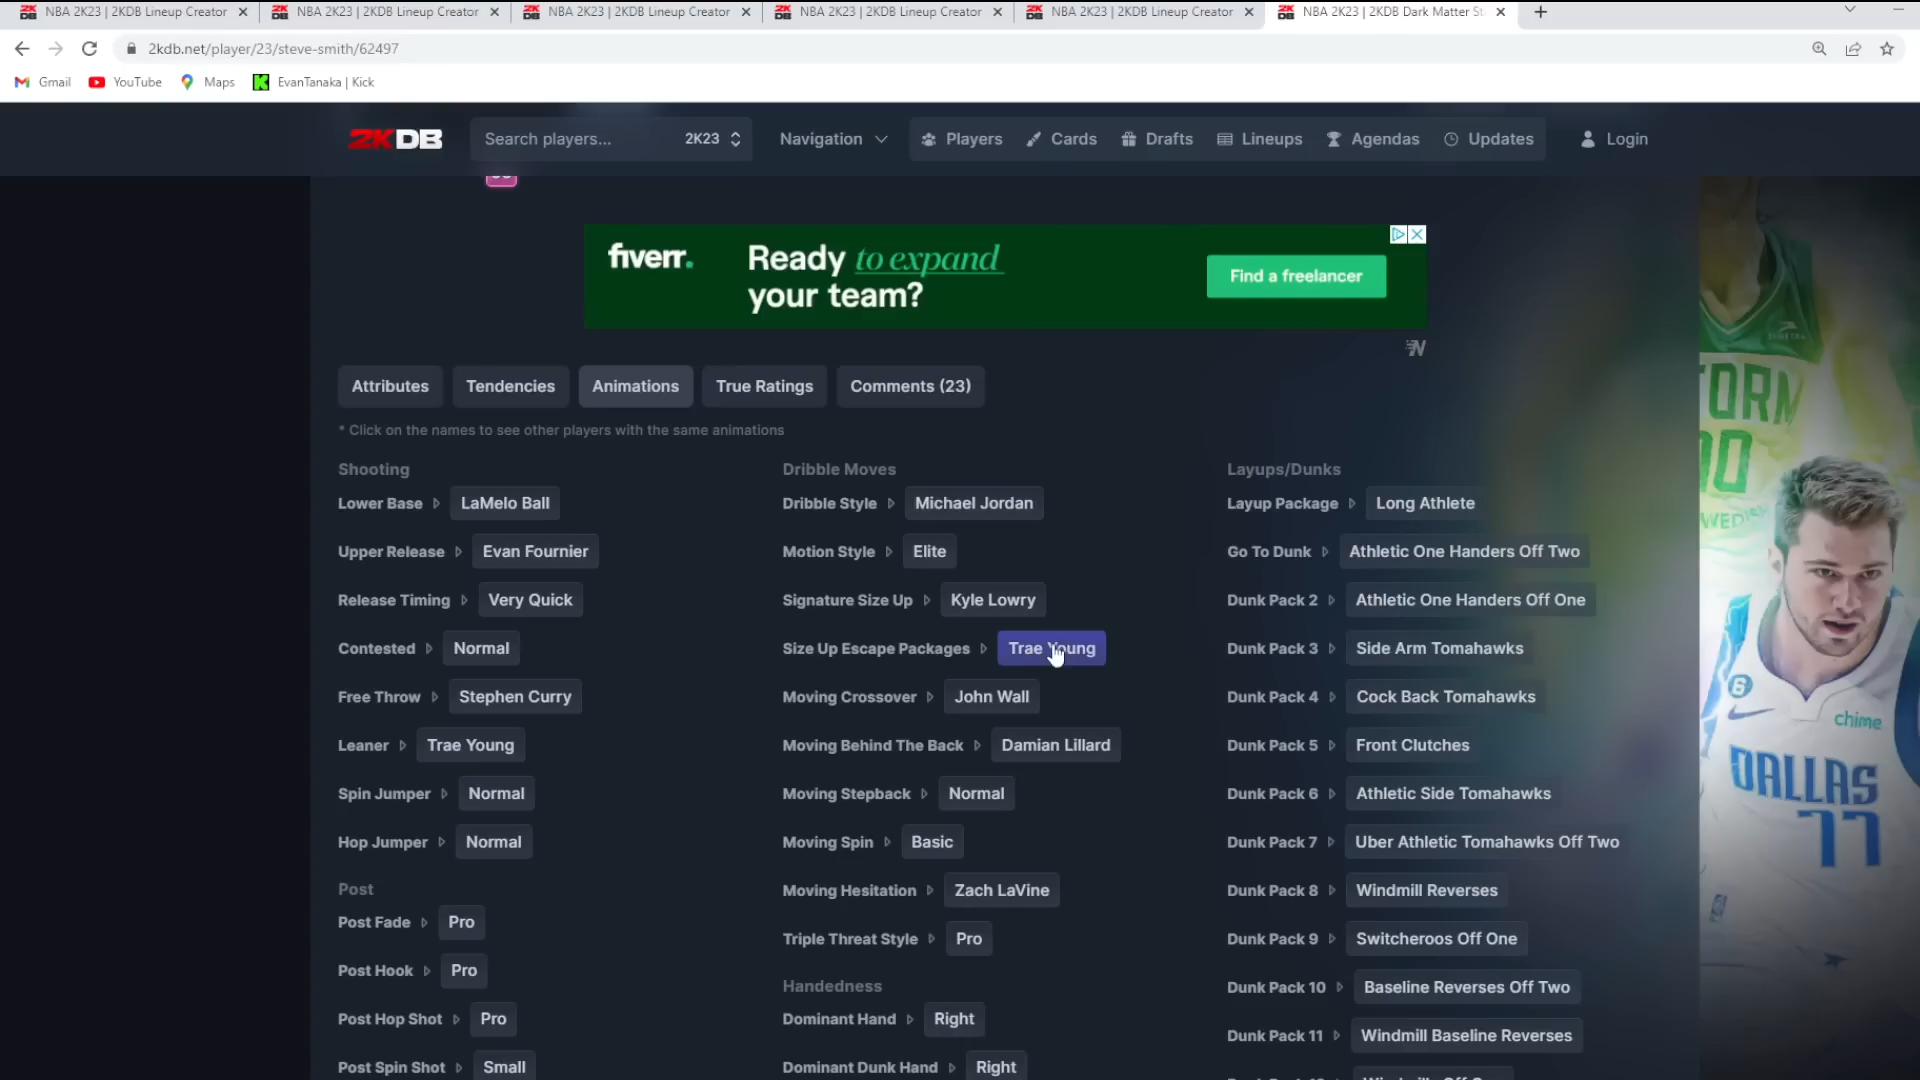 NBA 2K23 | 2KDB Lineup Creator
NBA 2K23 | 2KDB Lineup Creator
NBA 2K23 | 2KDB Lineup Creator
NBA 2K23 | 2KDB Lineup Creator
NBA 2K23 | 2KDB Lineup Creator
NBA 2K23 | 2KDB Dark Matter
2kdb.net/player/23/steve-smith/62497
Gmail
YouTube
Maps
EvanTanaka | Kick
2KDB
Search players...
2K23
Navigation
Players
Cards
Drafts
Lineups
Agendas
Updates
Login
fiverr.
Ready to expand
your team?
Find a freelancer
Attributes
Tendencies
Animations
True Ratings
Comments (23)
* Click on the names to see other players with the same animations
Shooting
Lower Base LaMelo Ball
Upper Release Evan Fournier
Release Timing Very Quick
Contested Normal
Free Throw Stephen Curry
Leaner Trae Young
Spin Jumper Normal
Hop Jumper Normal
Post
Post Fade Pro
Post Hook Pro
Post Hop Shot Pro
Post Spin Shot Small
Dribble Moves
Dribble Style Michael Jordan
Motion Style Elite
Signature Size Up Kyle Lowry
Size Up Escape Packages Trae Young
Moving Crossover John Wall
Moving Behind The Back Damian Lillard
Moving Stepback Normal
Moving Spin Basic
Moving Hesitation Zach LaVine
Triple Threat Style Pro
Handedness
Dominant Hand Right
Dominant Dunk Hand Right
Layups/Dunks
Layup Package Long Athlete
Go To Dunk Athletic One Handers Off Two
Dunk Pack 2 Athletic One Handers Off One
Dunk Pack 3 Side Arm Tomahawks
Dunk Pack 4 Cock Back Tomahawks
Dunk Pack 5 Front Clutches
Dunk Pack 6 Athletic Side Tomahawks
Dunk Pack 7 Uber Athletic Tomahawks Off Two
Dunk Pack 8 Windmill Reverses
Dunk Pack 9 Switcheroos Off One
Dunk Pack 10 Baseline Reverses Off Two
Dunk Pack 11 Windmill Baseline Reverses
6
chime
DALLAS
77